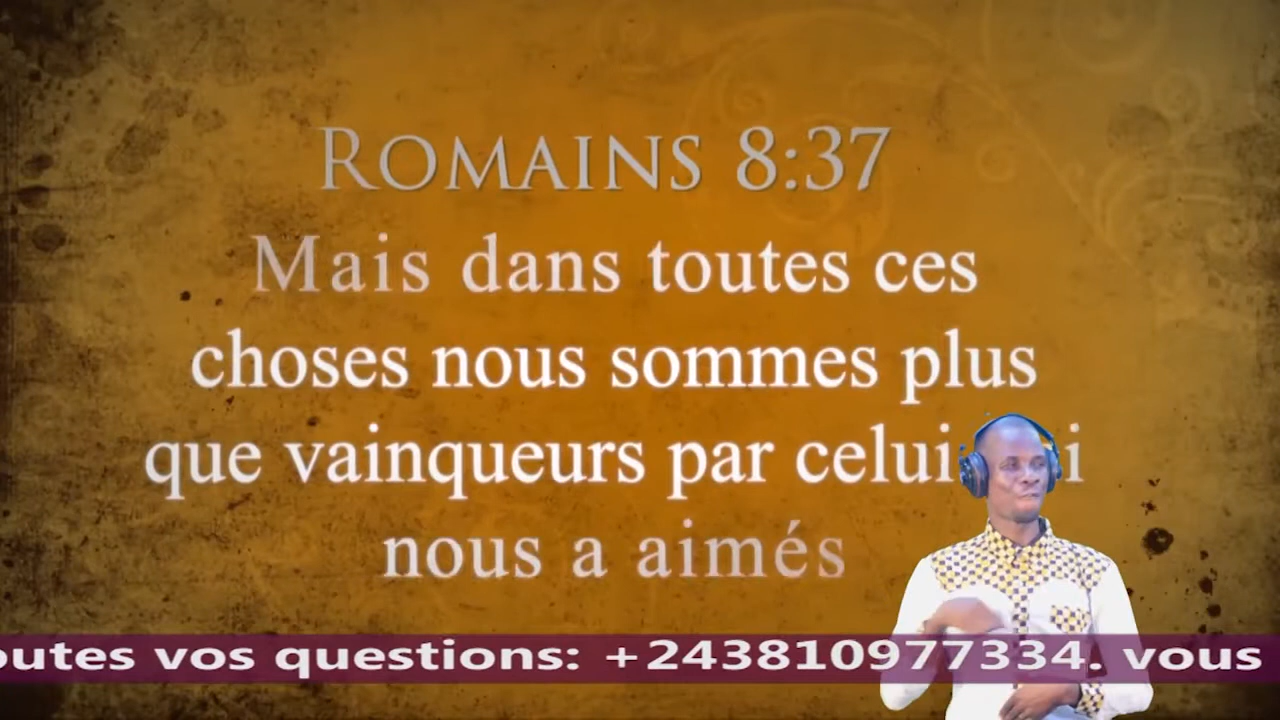 ROMAINS 8:37
Mais dans toutes ces
choses nous sommes plus
que vainqueurs par celui
nous a aimés
vos questions: +243810977334. vous